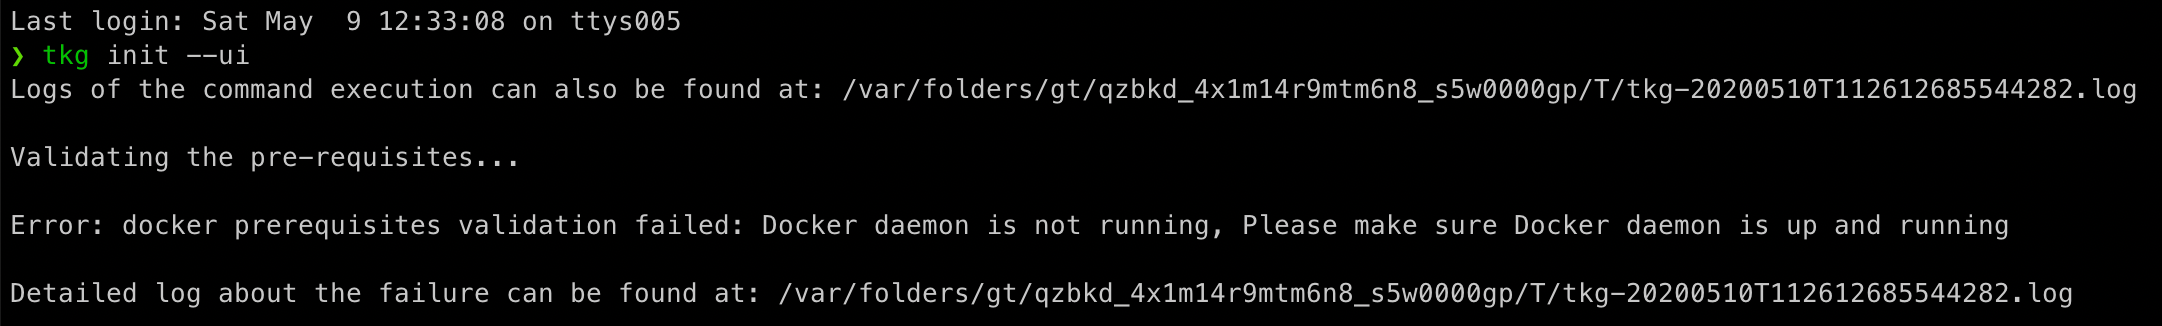 Last login: Sat May  9 12:33:08 on ttys005
❯ tkg init --ui
Logs of the command execution can also be found at: /var/folders/gt/qzbkd_4x1m14r9mtm6n8_s5w0000gp/T/tkg-20200510T112612685544282.log
Validating the pre-requisites...
Error: docker prerequisites validation failed: Docker daemon is not running, Please make sure Docker daemon is up and running
Detailed log about the failure can be found at: /var/folders/gt/qzbkd_4x1m14r9mtm6n8_s5w0000gp/T/tkg-20200510T112612685544282.log